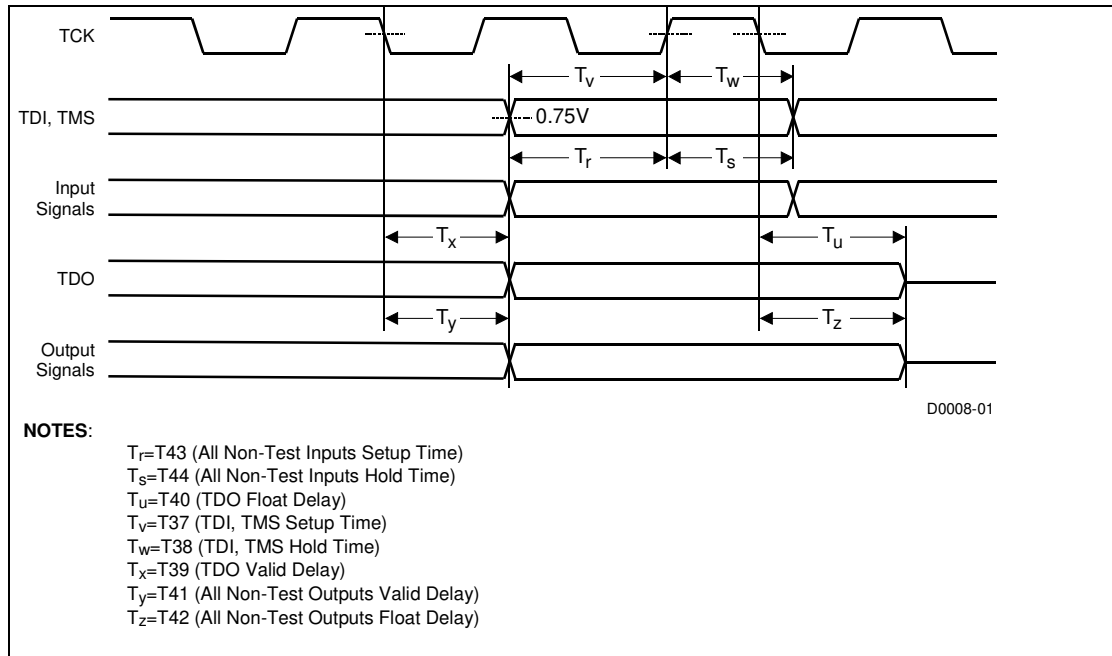 TCK
Tv Tw
TDI, TMS
0.75V
Tr Ts
Input
Signals
Tx Tu
TDO
Ty Tz
Output
Signals
D0008-01
NOTES:
Tr=T43 (All Non-Test Inputs Setup Time)
Ts=T44 (All Non-Test Inputs Hold Time)
Tu=T40 (TDO Float Delay)
Tv=T37 (TDI, TMS Setup Time)
Tw=T38 (TDI, TMS Hold Time)
Tx=T39 (TDO Valid Delay)
Ty=T41 (All Non-Test Outputs Valid Delay)
Tz=T42 (All Non-Test Outputs Float Delay)